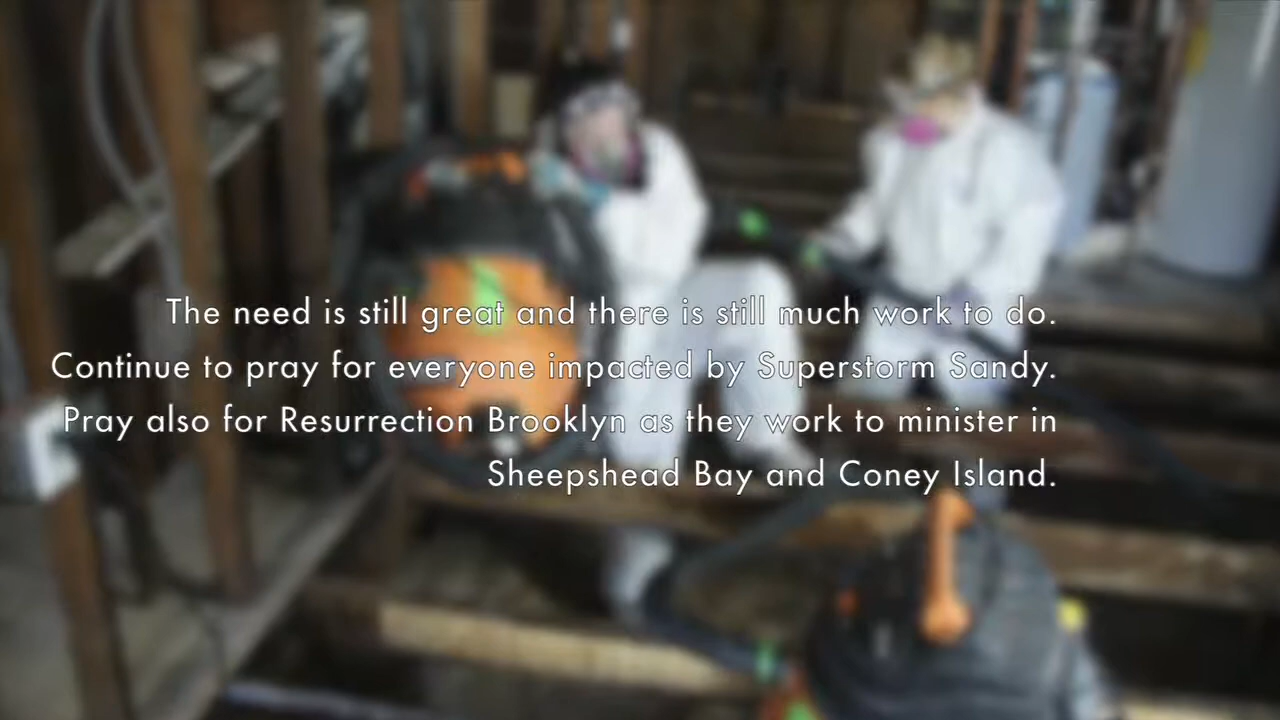 The need is still great and there is still much work to do.
Continue to pray for everyone impacted by Superstorm Sandy.
Pray also for Resurrection Brooklyn as they work to minister in
Sheepshead Bay and Coney Island.